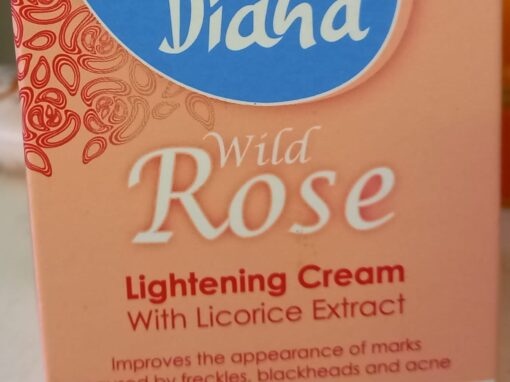 Diana
Wild
Rose
Lightening Cream
With Licorice Extract
Improves the appearance of marks
by freckles, blackheads and acne